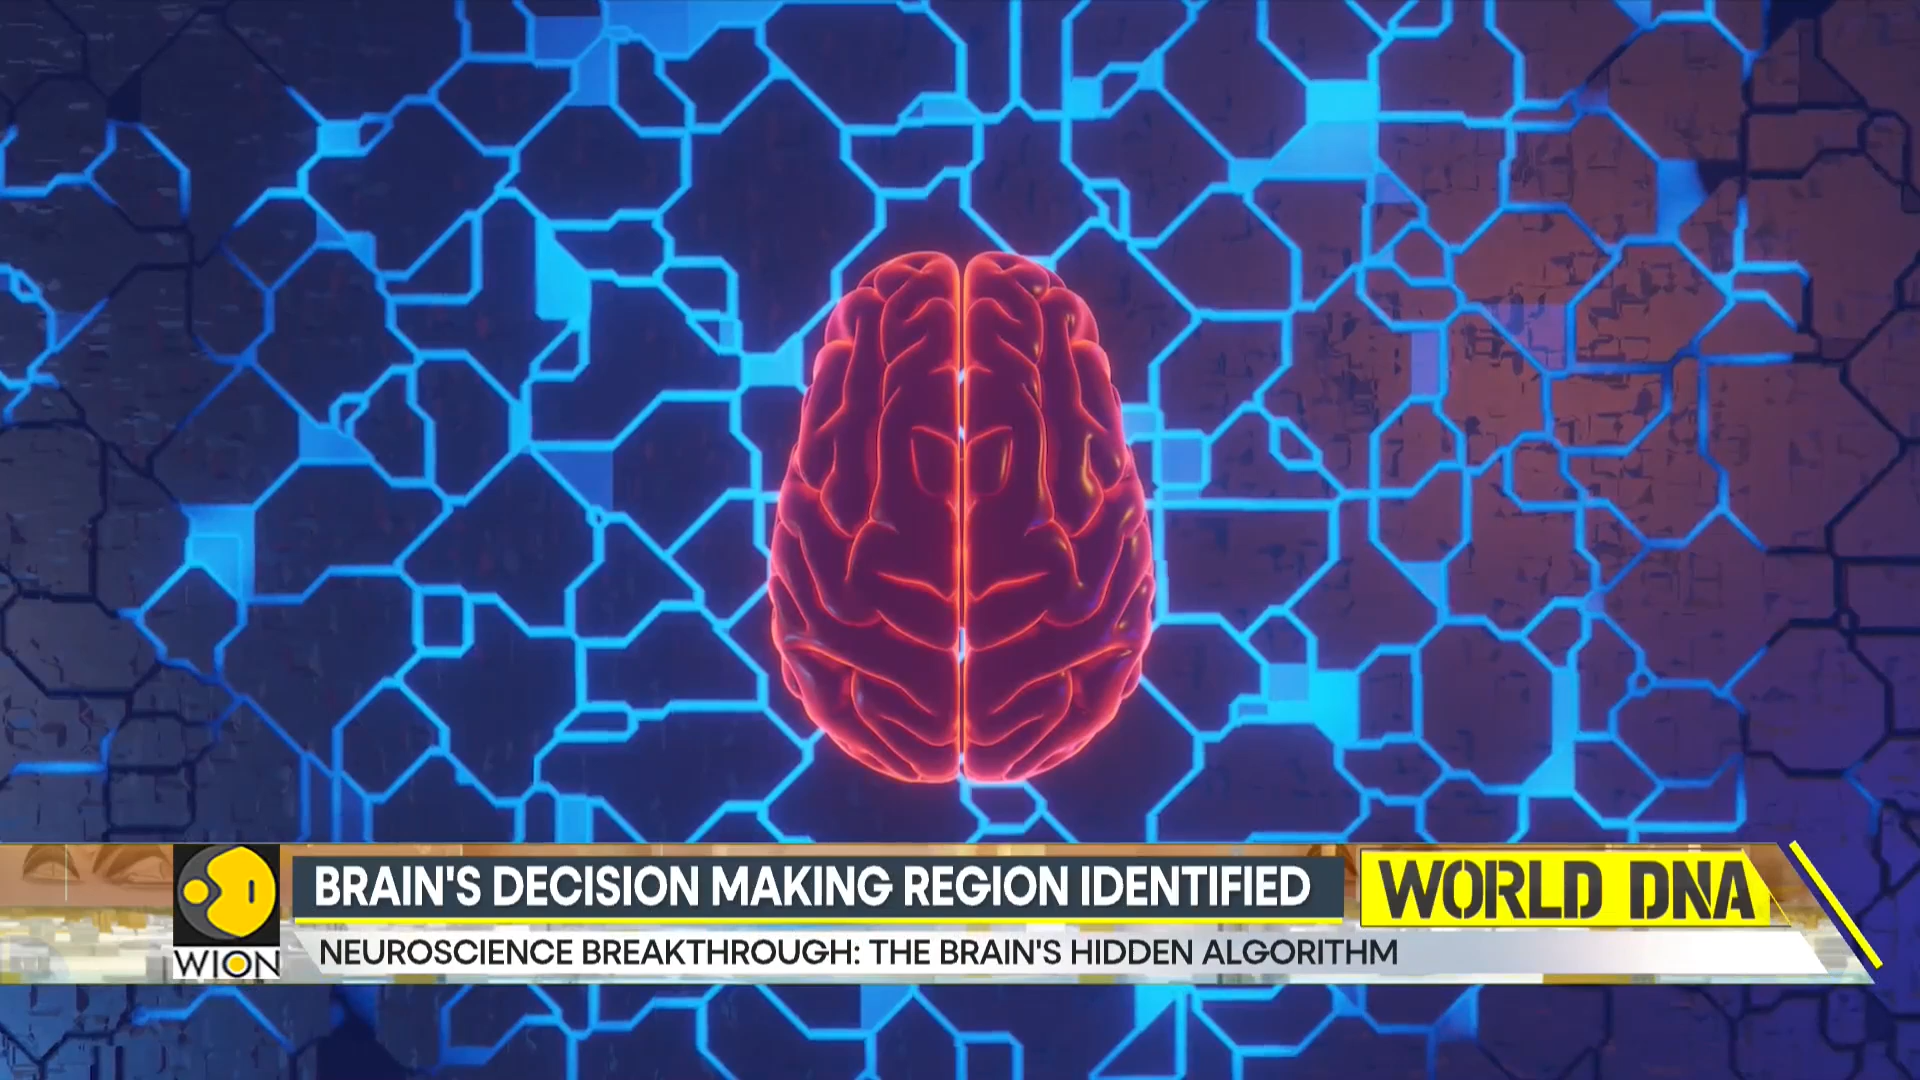 BRAIN'S DECISION MAKING REGION IDENTIFIED
WORLD DNA
WION
NEUROSCIENCE BREAKTHROUGH: THE BRAIN'S HIDDEN ALGORITHM